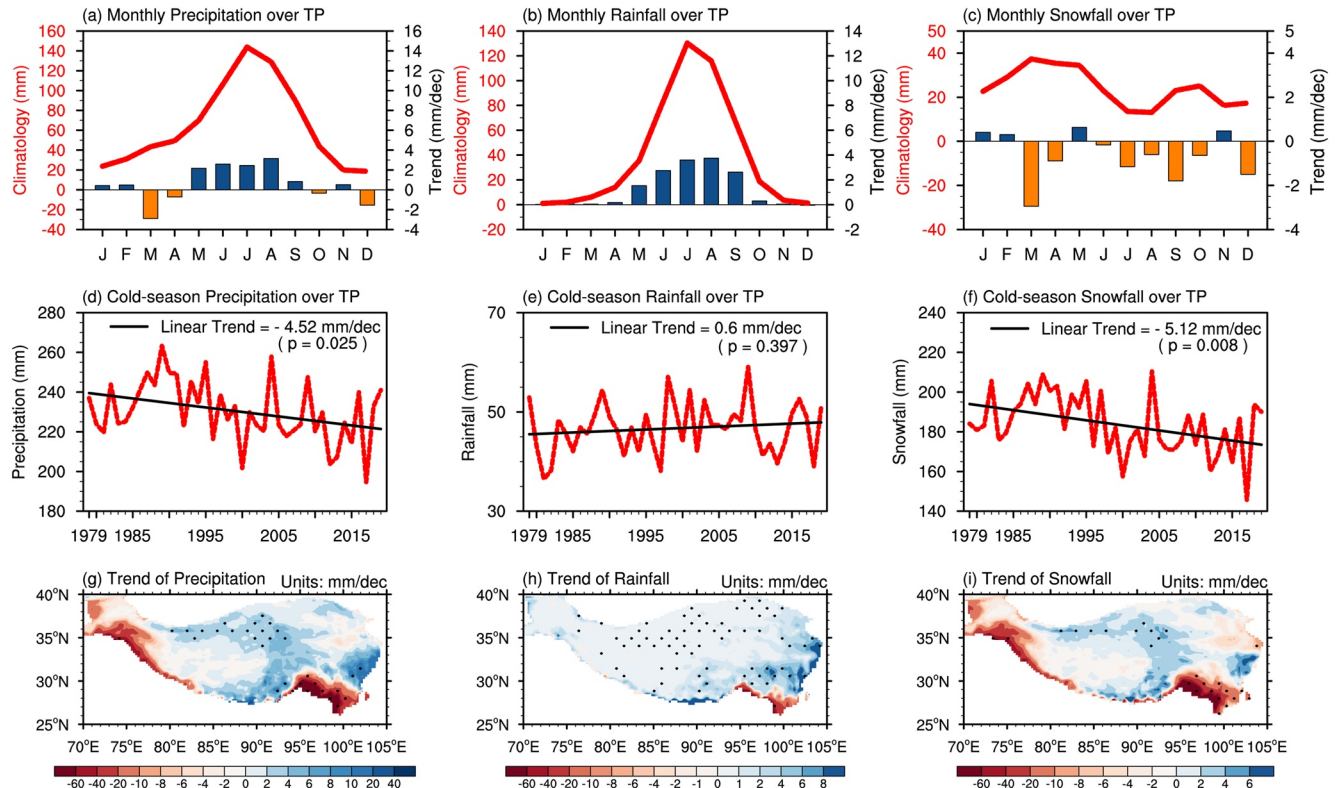 (a) Monthly Precipitation over TP
(b) Monthly Rainfall over TP
(c) Monthly Snowfall over TP
Climatology (mm)
160
140
120
100
80
60
40
20
0
-20
-40
16
14
12
10
8
6
4
2
0
-2
-4
Trend (mm/dec)
J F M A M J J A S O N D
Climatology (mm)
140
120
100
80
60
40
20
0
-20
14
12
10
8
6
4
2
0
-2
Trend (mm/dec)
J F M A M J J A S O N D
Climatology (mm)
50
40
20
0
-20
-40
5
4
2
0
-2
-4
Trend (mm/dec)
J F M A M J J A S O N D
(d) Cold-season Precipitation over TP
Linear Trend = - 4.52 mm/dec
( p = 0.025 )
Precipitation (mm)
280
260
240
220
200
180
1979 1985 1995 2005 2015
(e) Cold-season Rainfall over TP
Linear Trend = 0.6 mm/dec
( p = 0.397 )
Rainfall (mm)
70
50
30
1979 1985 1995 2005 2015
(f) Cold-season Snowfall over TP
Linear Trend = - 5.12 mm/dec
( p = 0.008 )
Snowfall (mm)
240
220
200
180
160
140
1979 1985 1995 2005 2015
(g) Trend of Precipitation Units: mm/dec
40°N
35°N
30°N
25°N
70°E 75°E 80°E 85°E 90°E 95°E 100°E 105°E
-60 -40 -20 -10 -6 -4 -2 0 2 4 6 8 10 20 40
(h) Trend of Rainfall Units: mm/dec
40°N
35°N
30°N
25°N
70°E 75°E 80°E 85°E 90°E 95°E 100°E 105°E
-60 -40 -20 -10 -8 -6 -4 -2 -1 0 1 2 4 8
(i) Trend of Snowfall Units: mm/dec
40°N
35°N
30°N
25°N
70°E 75°E 80°E 85°E 90°E 95°E 100°E 105°E
-60 -40 -20 -10 -8 -6 -4 -2 0 2 4 6